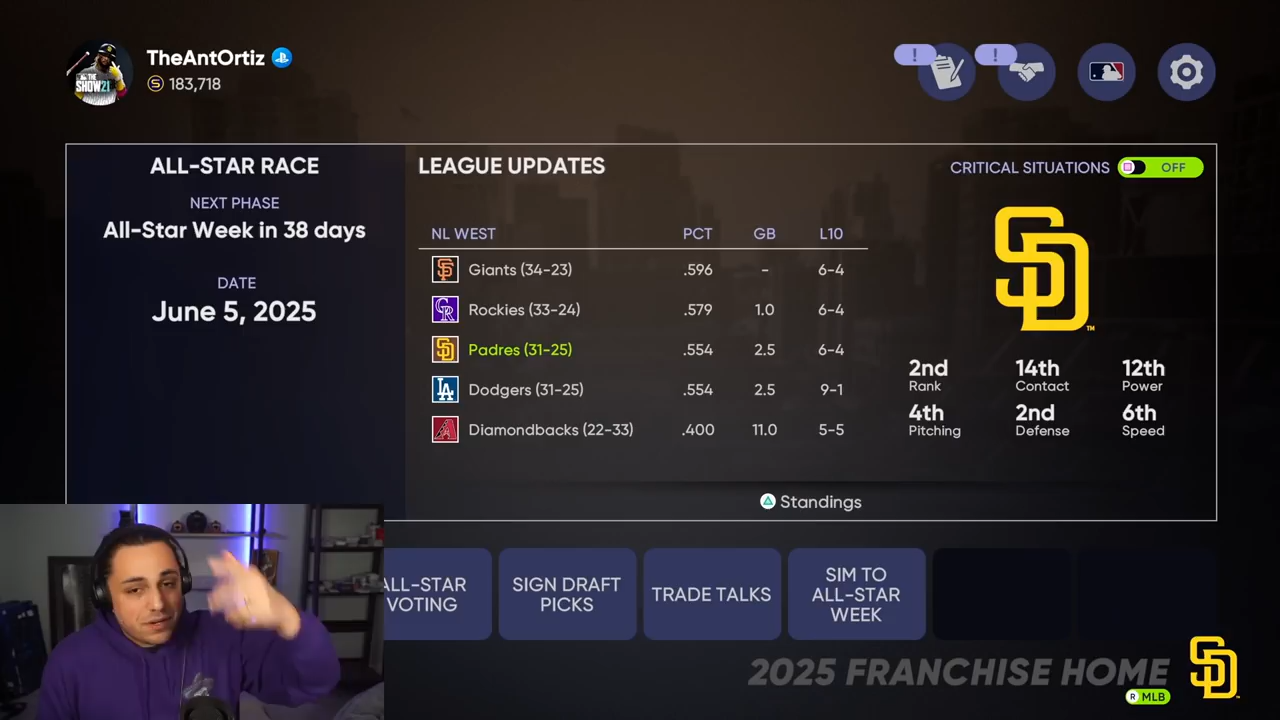 TheAntOrtiz
183,718
THE SHOW21
!
!
ALL-STAR RACE
NEXT PHASE
All-Star Week in 38 days
DATE
June 5, 2025
LEAGUE UPDATES
CRITICAL SITUATIONS OFF
NL WEST PCT GB L10
Giants (34-23) .596 - 6-4
Rockies (33-24) .579 1.0 6-4
Padres (31-25) .554 2.5 6-4
Dodgers (31-25) .554 2.5 9-1
Diamondbacks (22-33) .400 11.0 5-5
SD
TM
2nd 14th 12th
Rank Contact Power
4th 2nd 6th
Pitching Defense Speed
Standings
ALL-STAR
VOTING
SIGN DRAFT
PICKS
TRADE TALKS
SIM TO
ALL-STAR
WEEK
2025 FRANCHISE HOME
R MLB
SD